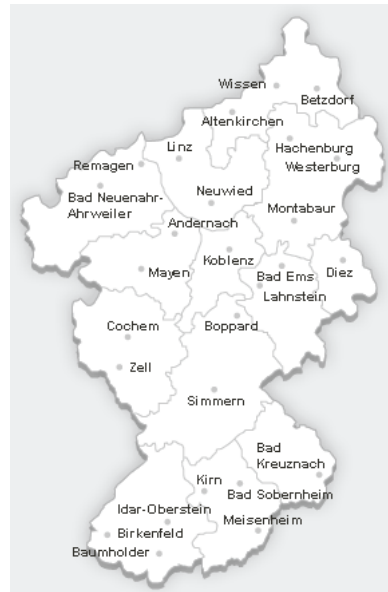 Wissen
Betzdorf
Altenkirchen
Linz
Hachenburg
Remagen
Westerburg
Bad Neuenahr-
Ahrweiler
Neuwied
Montabaur
Andernach
Koblenz
Mayen
Bad Ems
Diez
Lahnstein
Cochem
Boppard
Zell
Simmern
Bad
Kreuznach
Kirn
Bad Sobernheim
Idar-Oberstein
Meisenheim
Birkenfeld
Baumholder